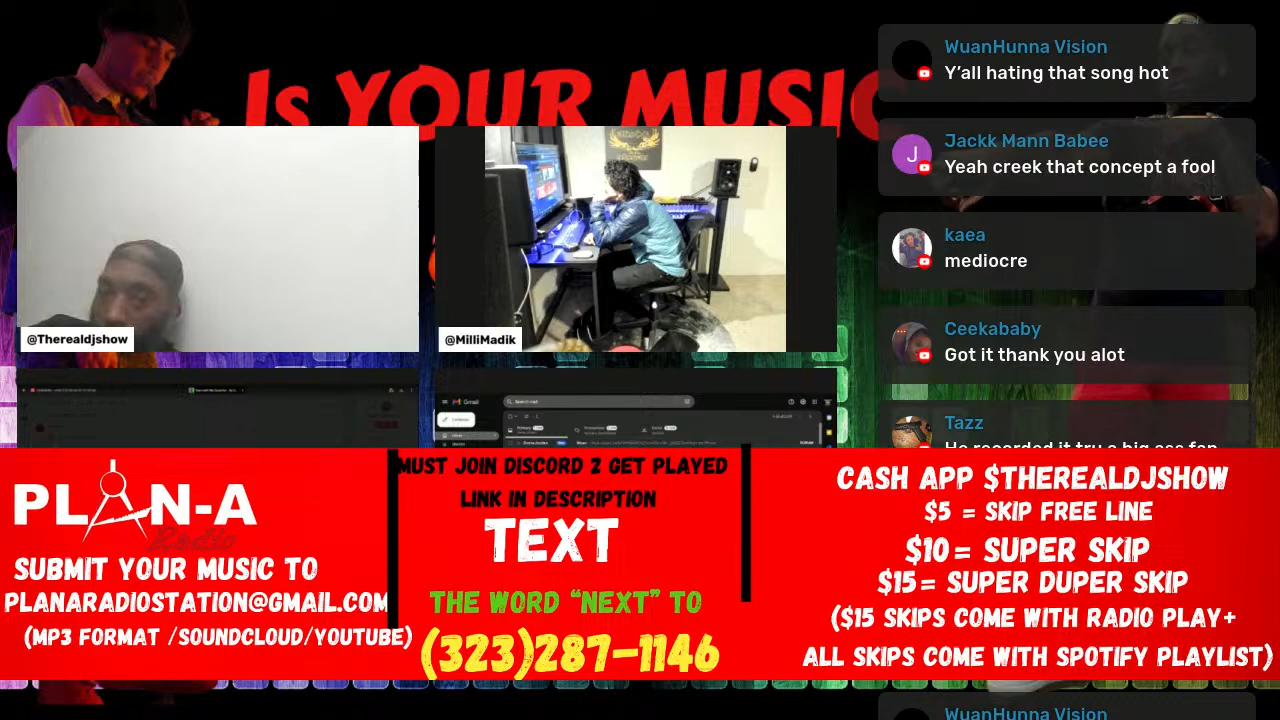 Is YOUR MUSIC
WuanHunna Vision
Y'all hating that song hot
J
Jackk Mann Babee
Yeah creek that concept a fool
kaea
mediocre
Ceekababy
Got it thank you alot
Tazz
He recorded it
@Therealdjshow
@MilliMadik
Gmail
PLAN-A
Radio
SUBMIT YOUR MUSIC TO
PLANARADIOSTATION@GMAIL.COM
(MP3 FORMAT /SOUNDCLOUD/YOUTUBE)
MUST JOIN DISCORD 2 GET PLAYED
LINK IN DESCRIPTION
TEXT
THE WORD “NEXT” TO
(323)287-1146
CASH APP $THEREALDJSHOW
$5 = SKIP FREE LINE
$10= SUPER SKIP
$15= SUPER DUPER SKIP
($15 SKIPS COME WITH RADIO PLAY+
ALL SKIPS COME WITH SPOTIFY PLAYLIST)
WuanHunna Vision